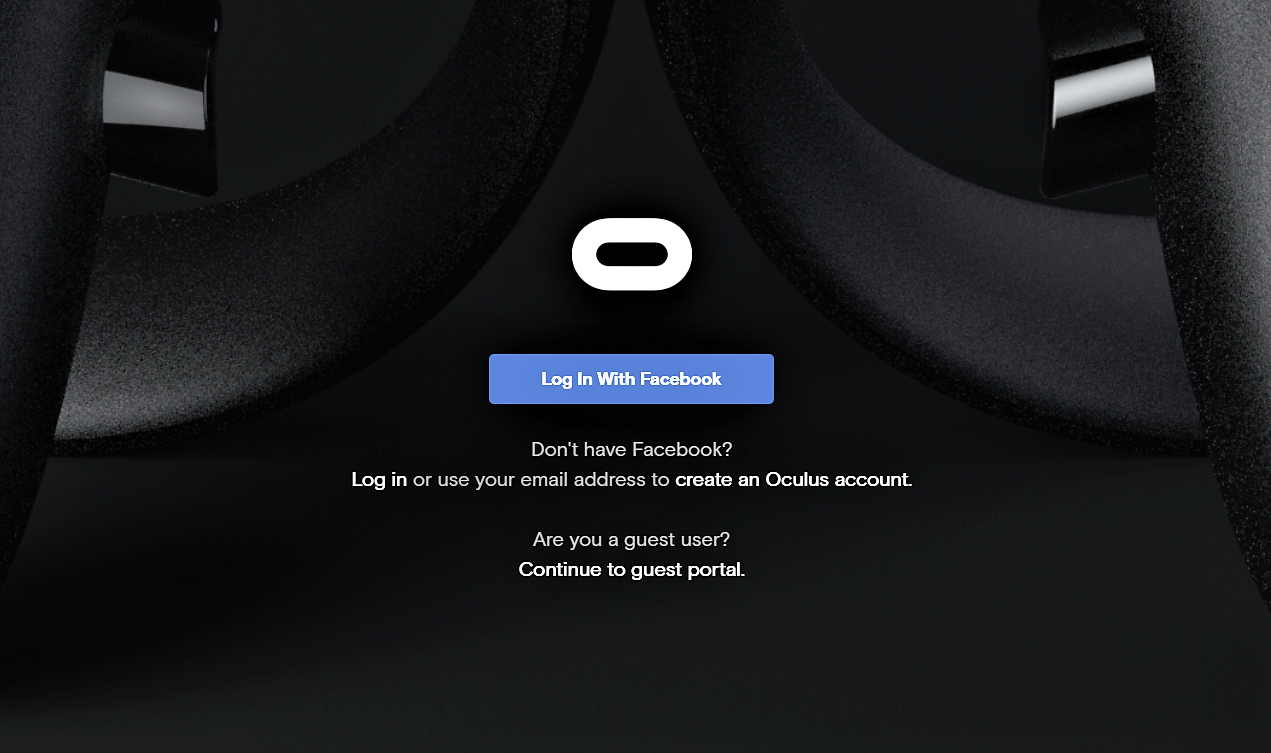 Log In With Facebook
Don't have Facebook?
Log in or use your email address to create an Oculus account.
Are you a guest user?
Continue to guest portal.